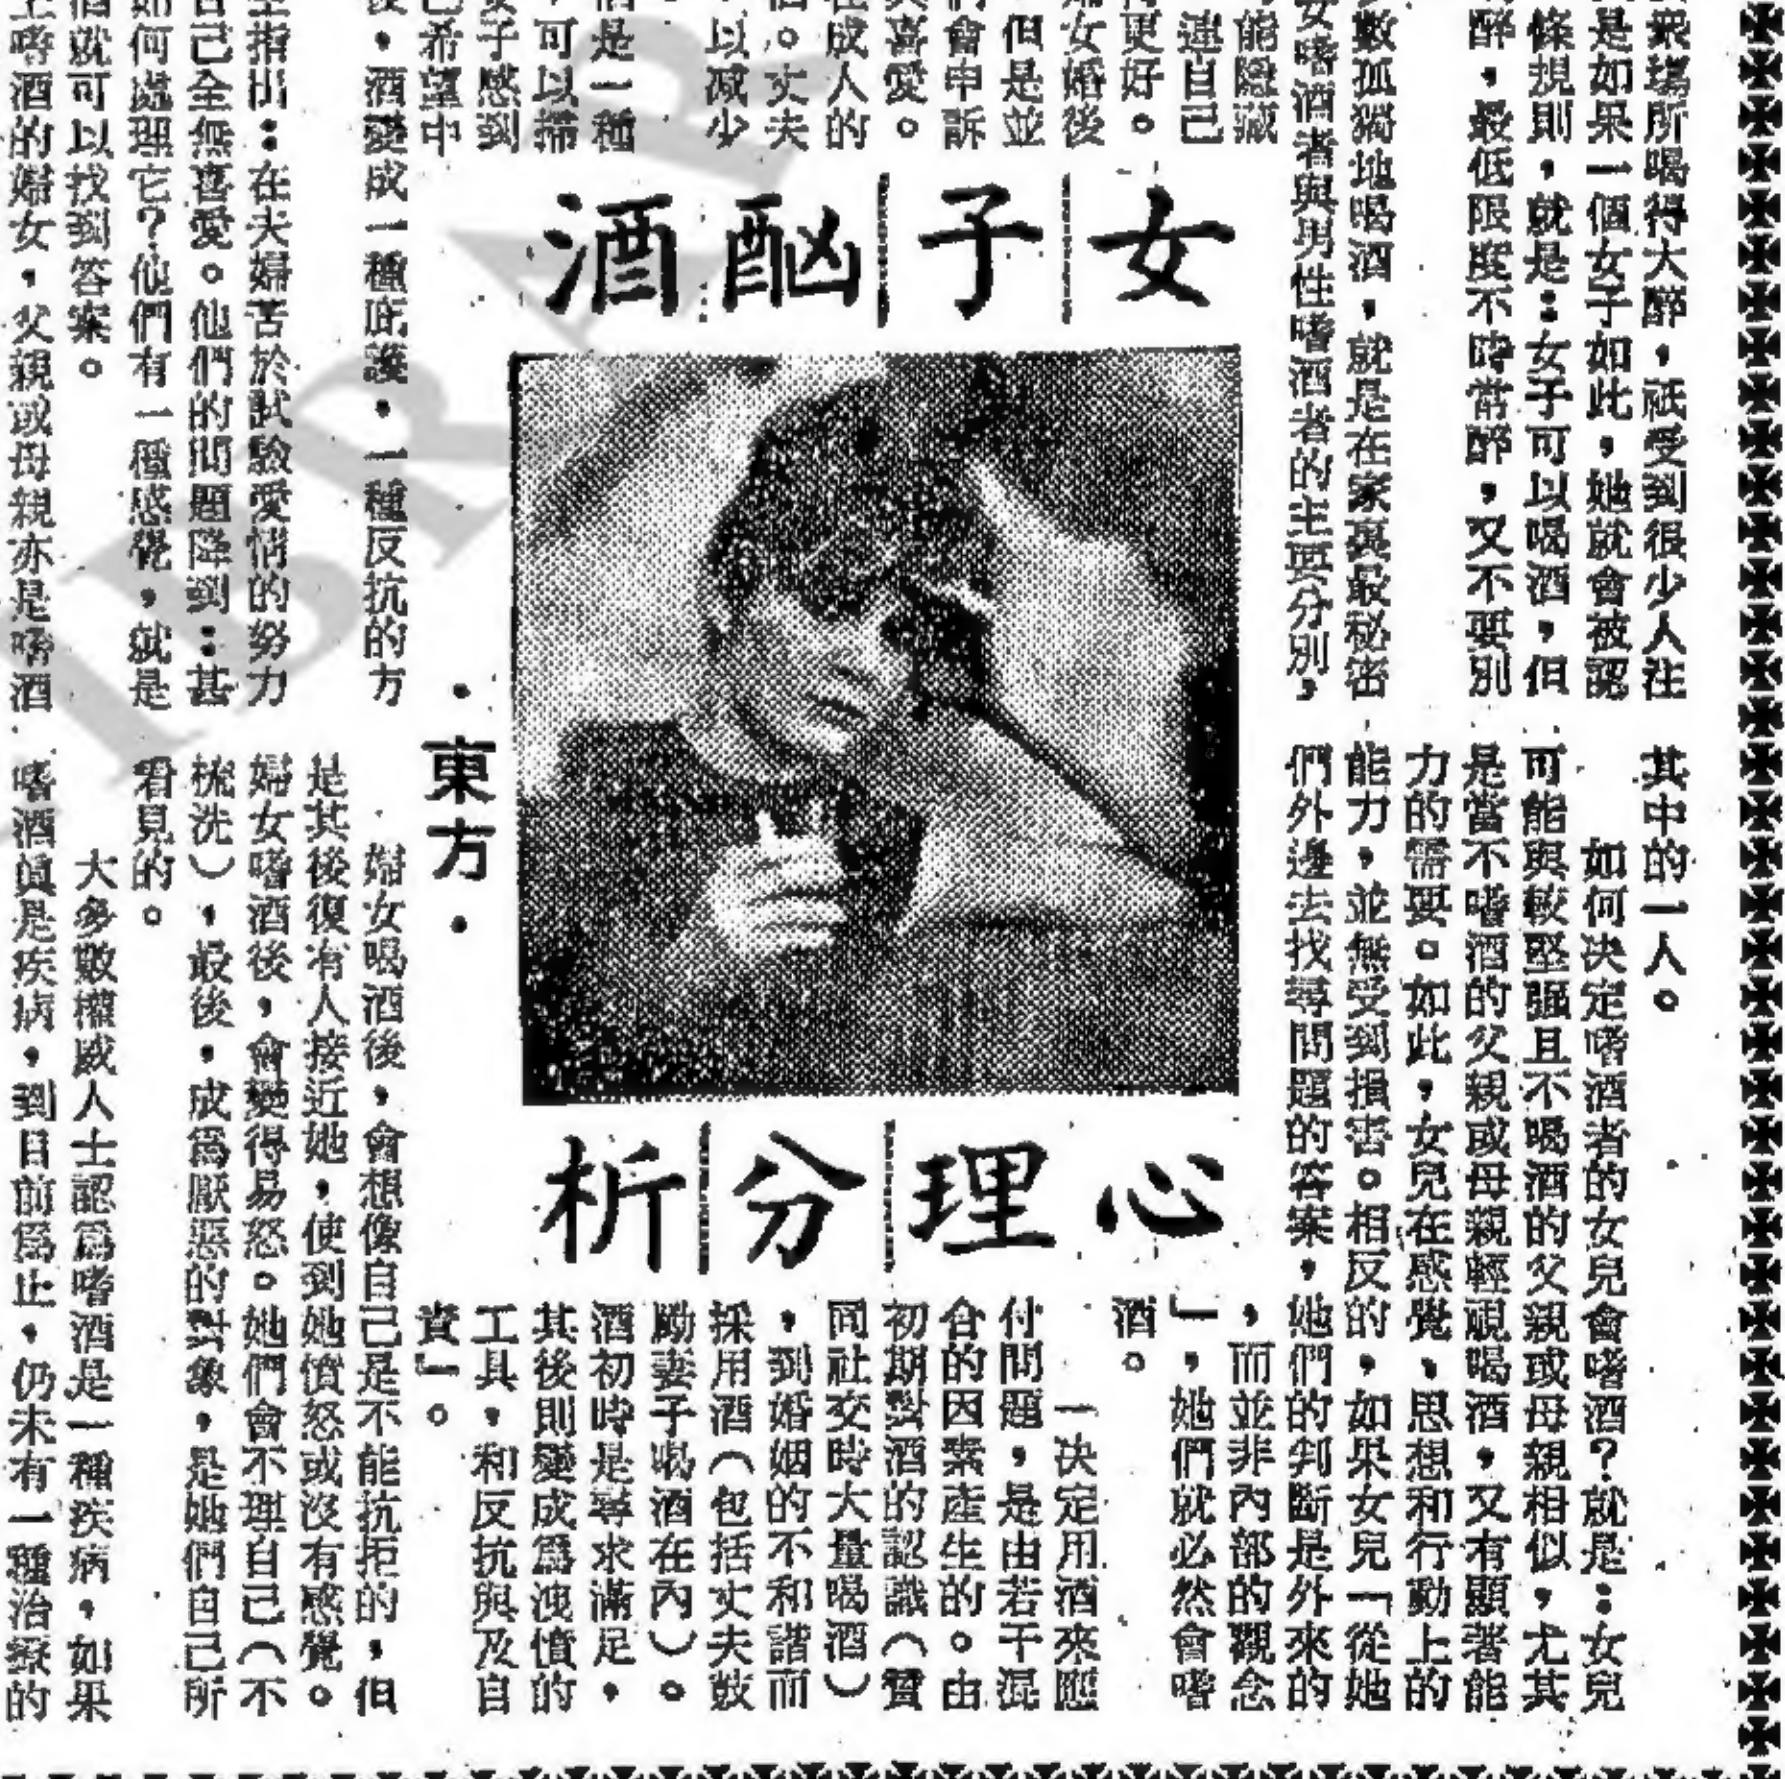 女子酗酒
心理分析
・東方・
衆場所喝得大醉，祇受到很少人注
是如果一個女子如此，她就會被認
條規則，就是：女子可以喝酒，但
醉，最低限度不時常醉，又不要別
數孤獨地喝酒，就是在家裏最秘密
女嗜酒者與男性嗜酒者的主要分別，
能隱藏
連自己
更好。
女婚後
但是並
們會申訴
喜愛。
成人的
。丈夫
以減少
是一種
可以掃
子感到
希望中
，酒變成一種庇護，一種反抗的方
指出：在夫婦苦於試驗愛情的努力
自己全無喜愛。他們的問題降到：甚
如何處理它？他們有一種感覺，就是
酒就可以找到答案。
嗜酒的婦女，父親或母親亦是嗜酒
其中的一人。
如何决定嗜酒者的女兒會嗜酒？就是：女兒
可能與較堅强且不喝酒的父親或母親相似，尤其
是當不嗜酒的父親或母親輕視喝酒，又有顯著能
力的需要。如此，女兒在感覺、思想和行動上的
能力，並無受到損害。相反的，如果女兒「從她
們外邊去找尋問題的答案，她們的判斷是外來的
，而並非內部的觀念
」，她們就必然會嗜
酒。
一决定用酒來應
付問題，是由若干混
合的因素產生的。由
初期對酒的認識（賛
同社交時大量喝酒）
，到婚姻的不和諧而
採用酒（包括丈夫鼓
勵妻子喝酒在內）。
酒初時是尋求滿足，
其後則變成爲洩憤的
工具，和反抗與及自
責」。
婦女喝酒後，會想像自己是不能抗拒的，但
是其後復有人接近她，使到她憤怒或沒有感覺。
婦女嗜酒後，會變得易怒。她們會不理自己（不
梳洗），最後，成爲厭惡的對象，是她們自己所
看見的。
大多數權威人士認爲嗜酒是一種疾病，如果
嗜酒眞是疾病，到目前爲止，仍未有一種治療的